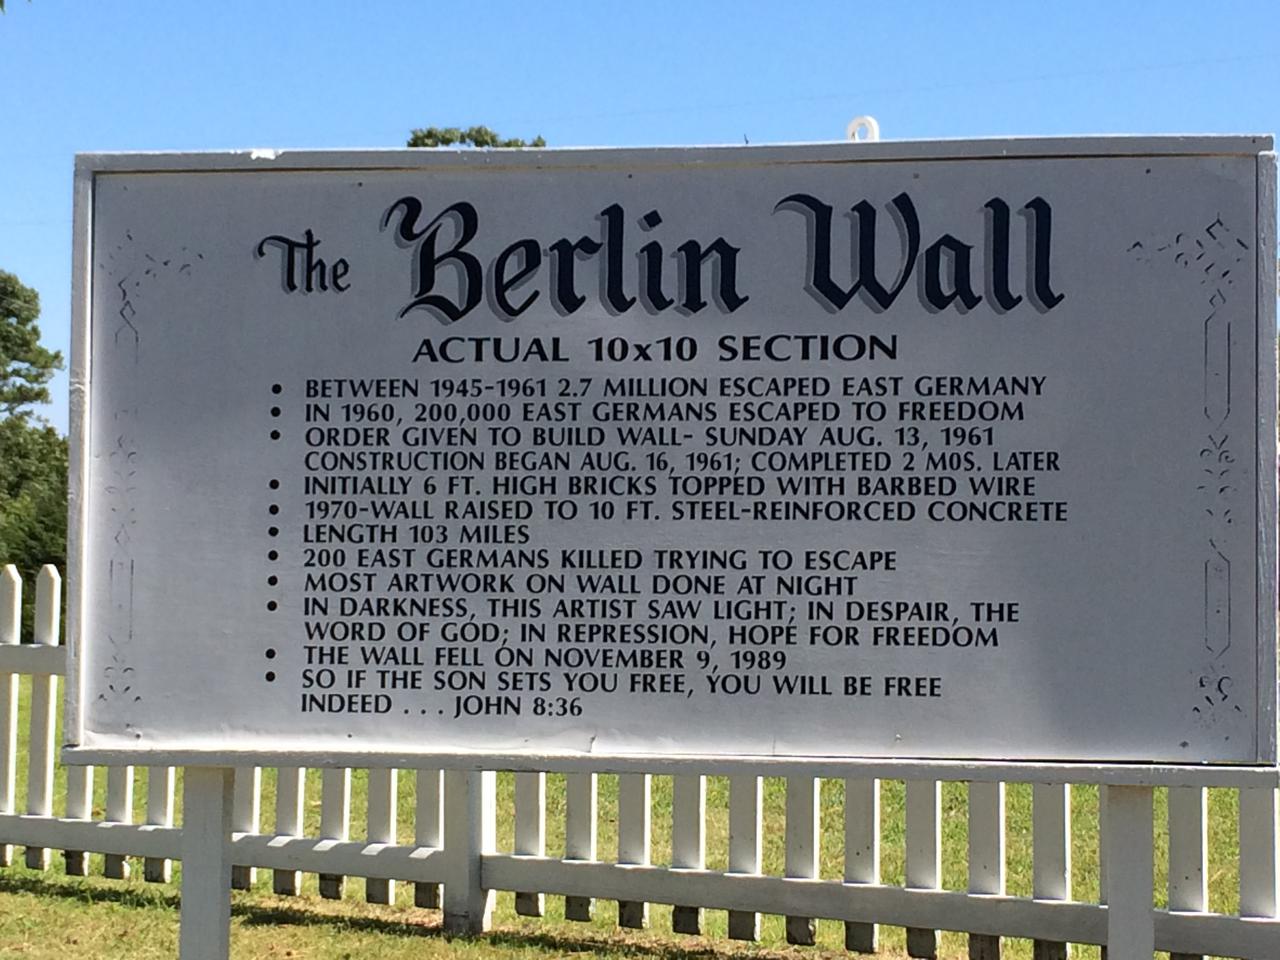 The Berlin Wall
ACTUAL 10x10 SECTION
• BETWEEN 1945-1961 2.7 MILLION ESCAPED EAST GERMANY
• IN 1960, 200,000 EAST GERMANS ESCAPED TO FREEDOM
• ORDER GIVEN TO BUILD WALL- SUNDAY AUG. 13, 1961
CONSTRUCTION BEGAN AUG. 16, 1961; COMPLETED 2 MOS. LATER
• INITIALLY 6 FT. HIGH BRICKS TOPPED WITH BARBED WIRE
• 1970-WALL RAISED TO 10 FT. STEEL-REINFORCED CONCRETE
• LENGTH 103 MILES
• 200 EAST GERMANS KILLED TRYING TO ESCAPE
• MOST ARTWORK ON WALL DONE AT NIGHT
• IN DARKNESS, THIS ARTIST SAW LIGHT; IN DESPAIR, THE
WORD OF GOD; IN REPRESSION, HOPE FOR FREEDOM
• THE WALL FELL ON NOVEMBER 9, 1989
• SO IF THE SON SETS YOU FREE, YOU WILL BE FREE
INDEED . . . JOHN 8:36